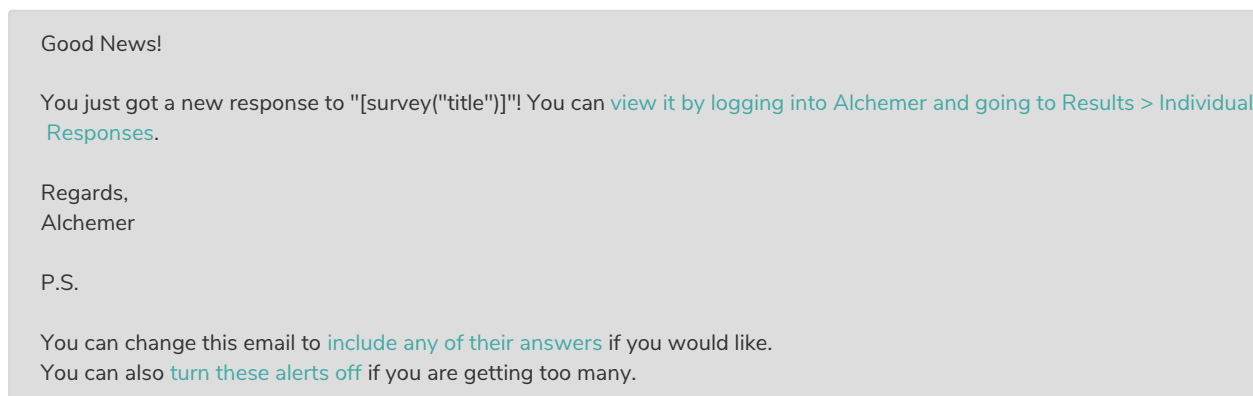 Good News!
You just got a new response to "[survey("title")]"! You can view it by logging into Alchemer and going to Results > Individual
Responses.
Regards,
Alchemer
P.S.
You can change this email to include any of their answers if you would like.
You can also turn these alerts off if you are getting too many.